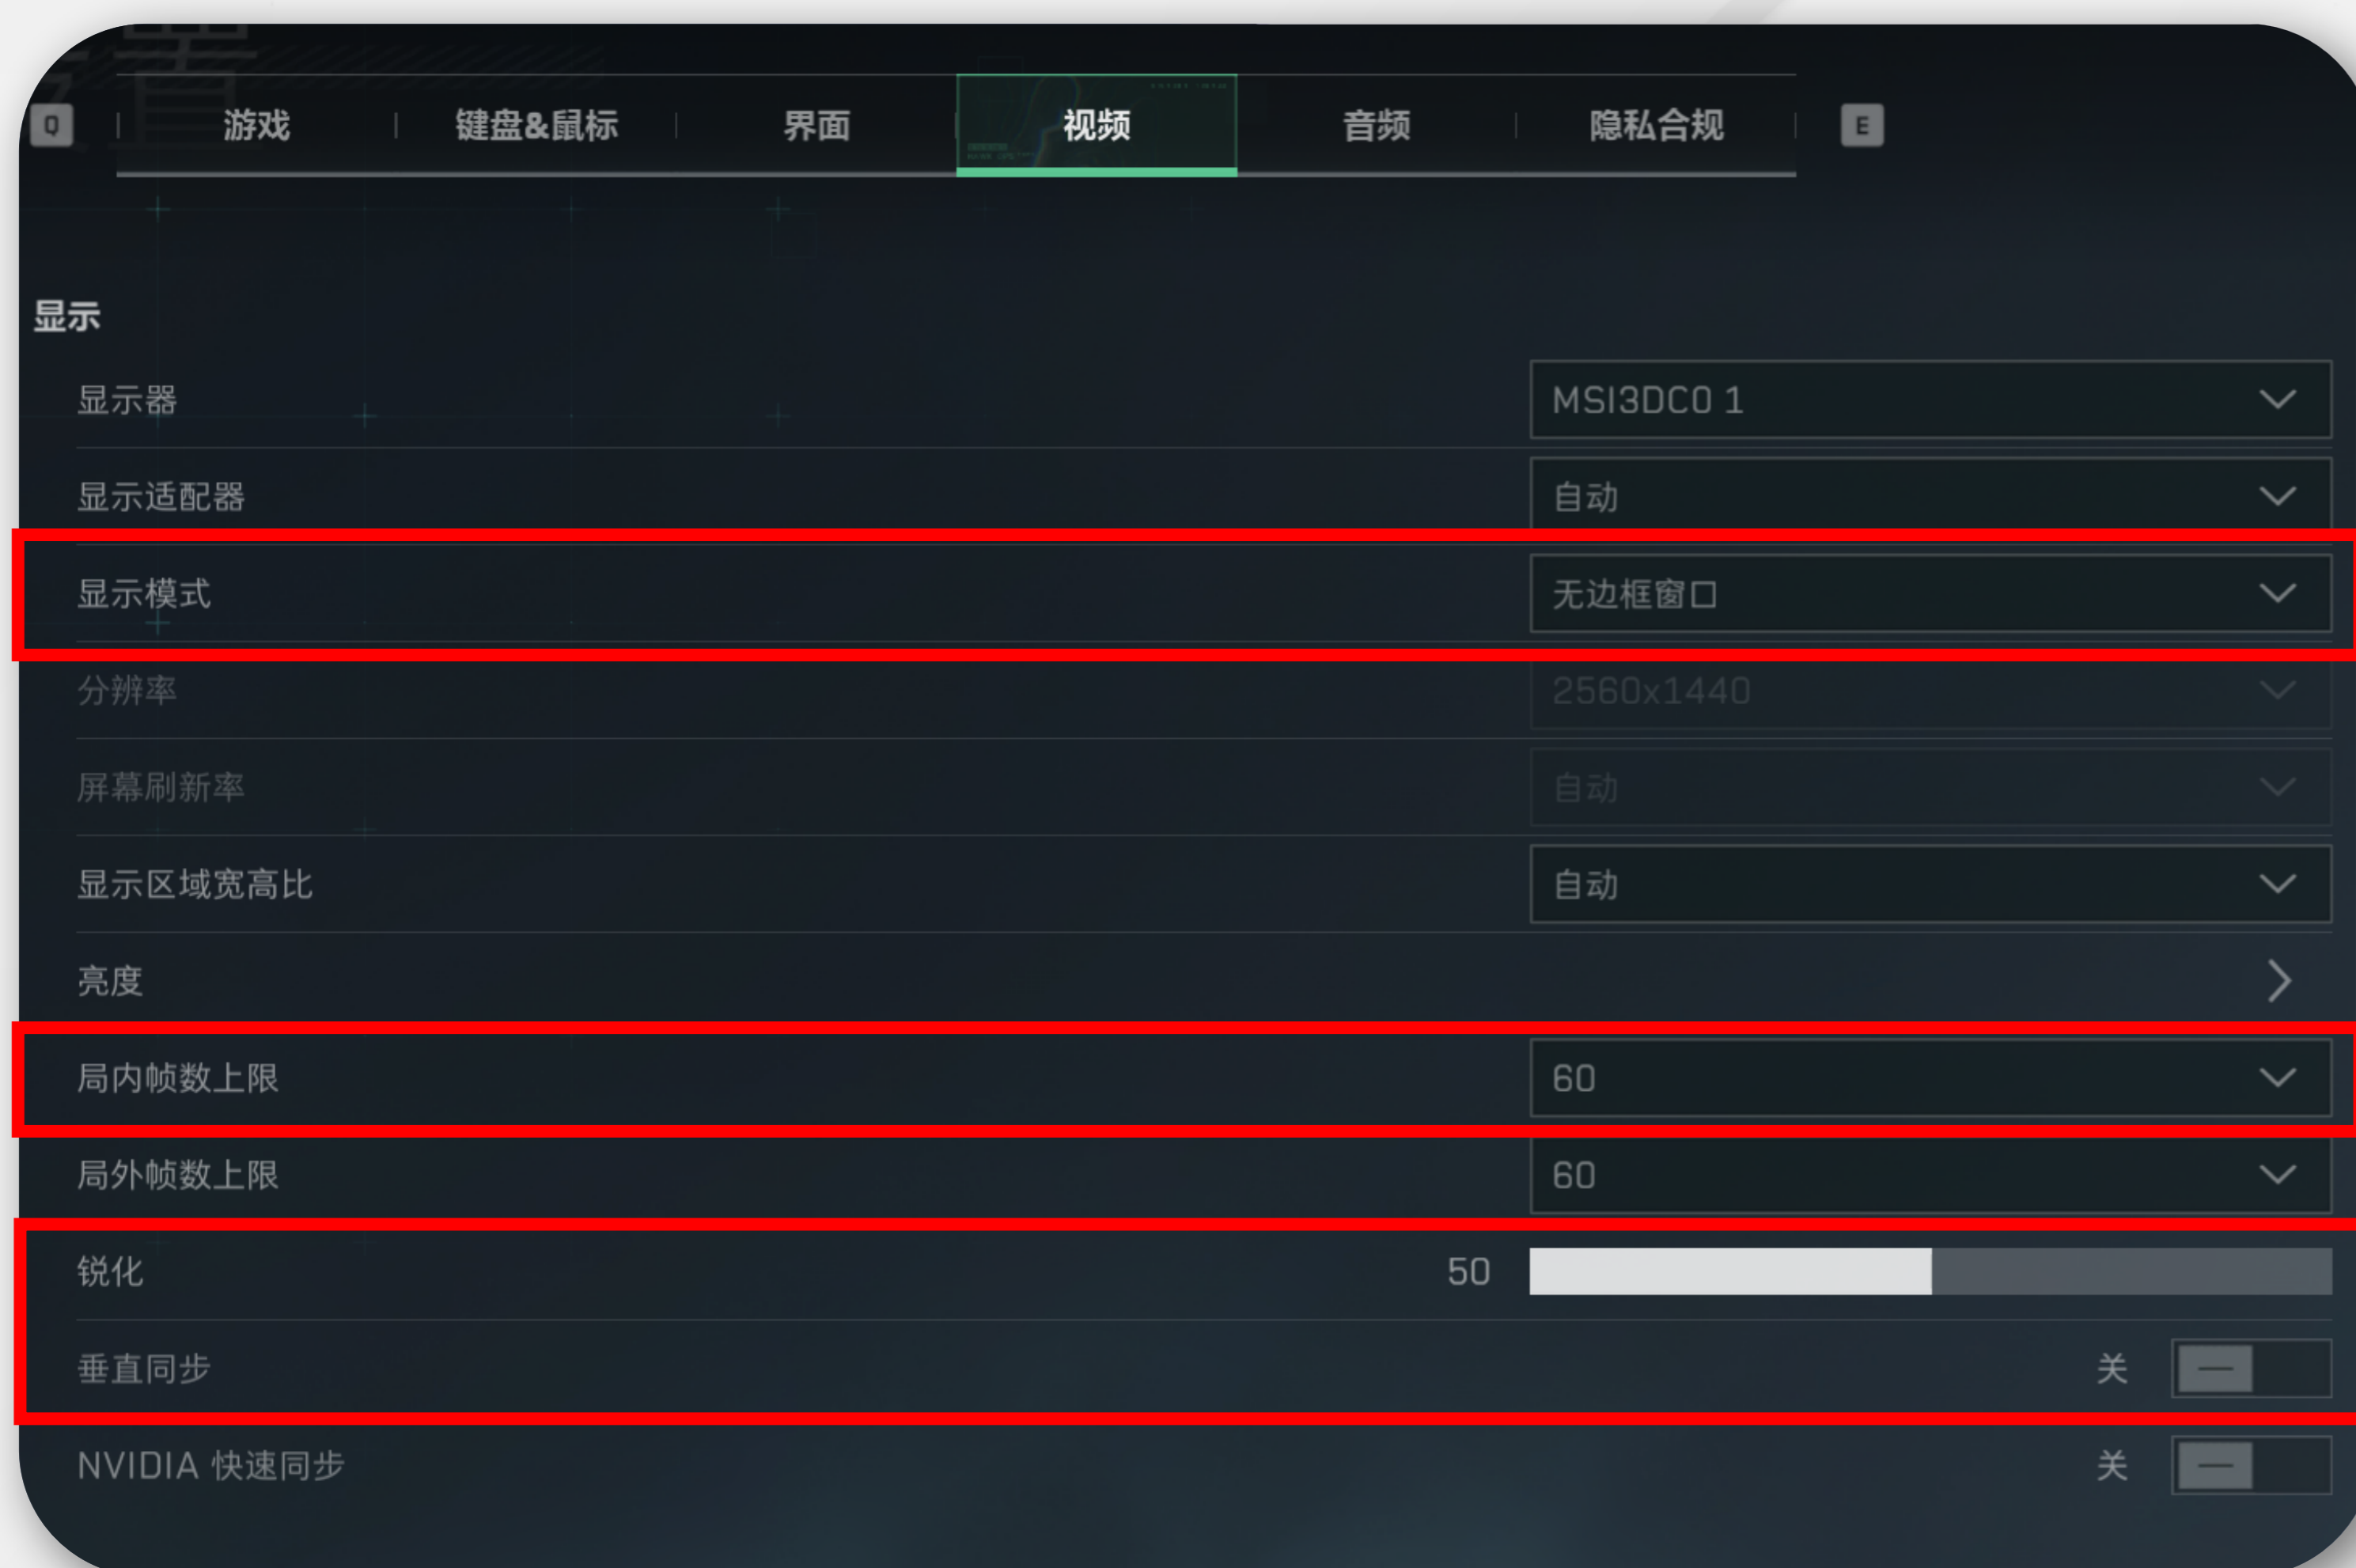 置
Q 游戏 键盘&鼠标 界面 视频 音频 隐私合规 E
显示
显示器 MSI3DC0 1
显示适配器 自动
显示模式 无边框窗口
分辨率 2560x1440
屏幕刷新率 自动
显示区域宽高比 自动
亮度
局内帧数上限 60
局外帧数上限 60
锐化 50
垂直同步 关
NVIDIA 快速同步 关